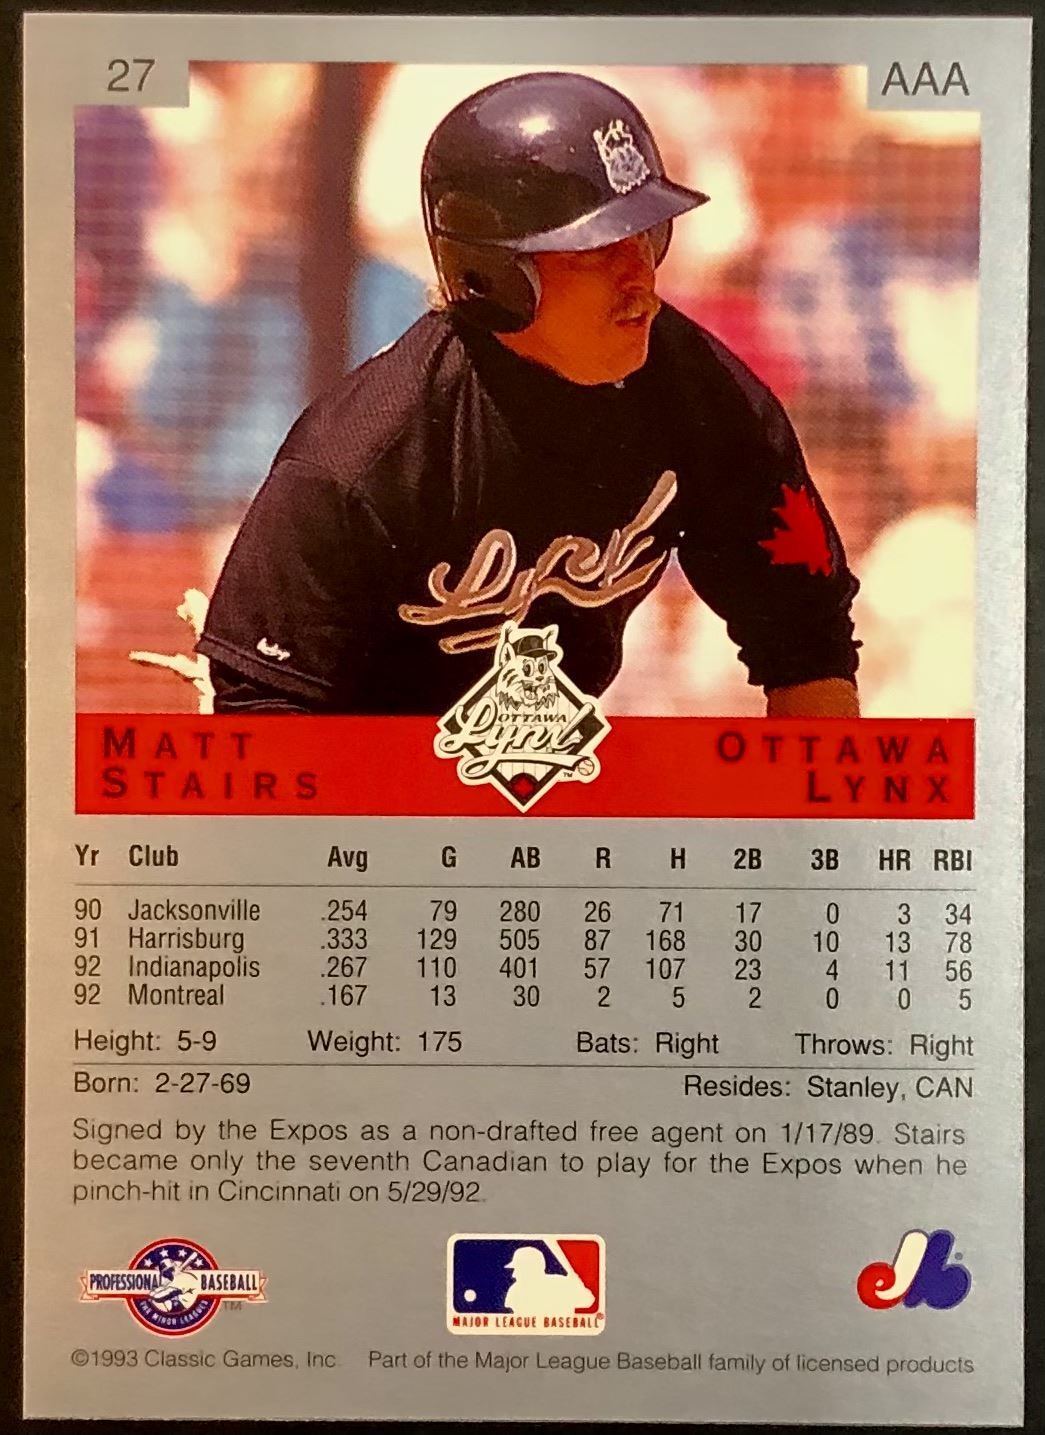 27
AAA
Lynx
OTTAWA
Lynx
TM
MATT
STAIRS
OTTAWA
LYNX
Yr Club Avg G AB R H 2B 3B HR RBI
90 Jacksonville .254 79 280 26 71 17 0 3 34
91 Harrisburg .333 129 505 87 168 30 10 13 78
92 Indianapolis .267 110 401 57 107 23 4 11 56
92 Montreal .167 13 30 2 5 2 0 0 5
Height: 5-9 Weight: 175 Bats: Right Throws: Right
Born: 2-27-69 Resides: Stanley, CAN
Signed by the Expos as a non-drafted free agent on 1/17/89. Stairs
became only the seventh Canadian to play for the Expos when he
pinch-hit in Cincinnati on 5/29/92.
PROFESSIONAL BASEBALL
THE MINOR LEAGUES
TM
MAJOR LEAGUE BASEBALL®
©1993 Classic Games, Inc. Part of the Major League Baseball family of licensed products